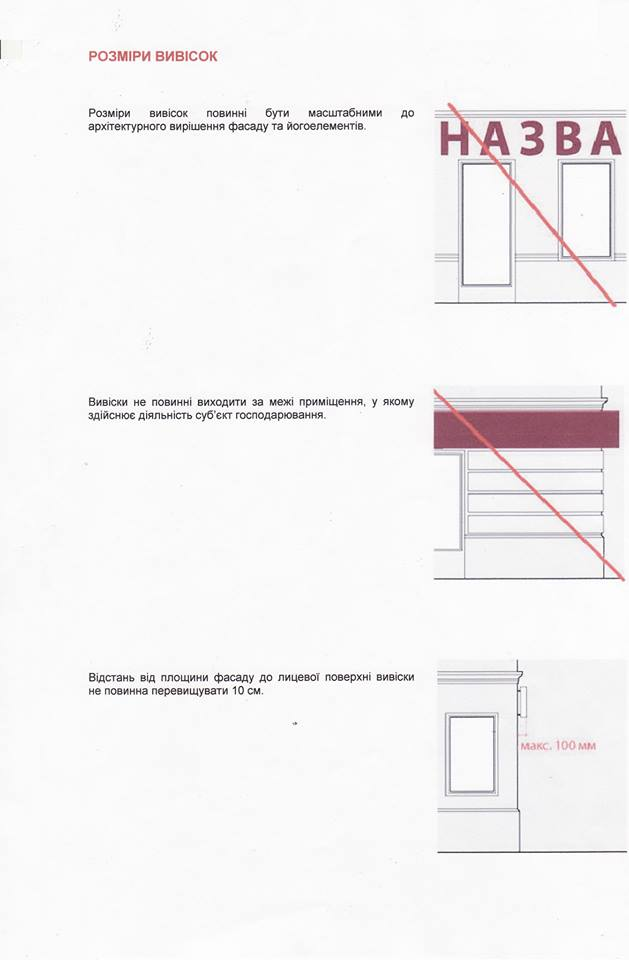 РОЗМІРИ ВИВІСОК
Розміри вивісок повинні бути масштабними до
архітектурного вирішення фасаду та йогоелементів.
НАЗВА
Вивіски не повинні виходити за межі приміщення, у якому
здійснює діяльність суб'єкт господарювання.
Відстань від площини фасаду до лицевої поверхні вивіски
не повинна перевищувати 10 см.
макс. 100 мм